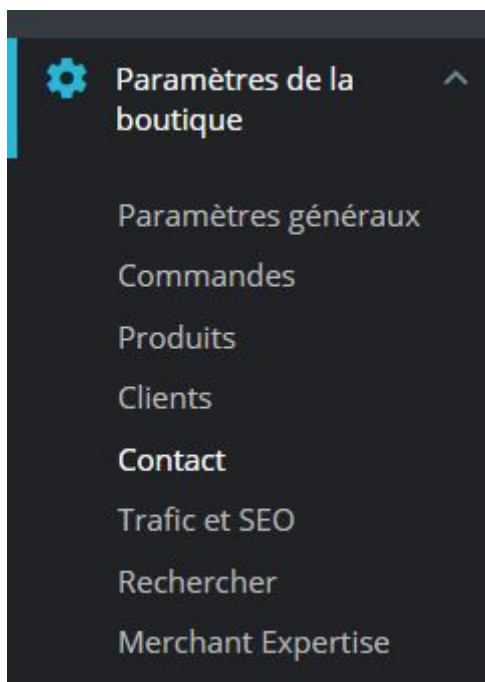 Paramètres de la
boutique
Paramètres généraux
Commandes
Produits
Clients
Contact
Trafic et SEO
Rechercher
Merchant Expertise